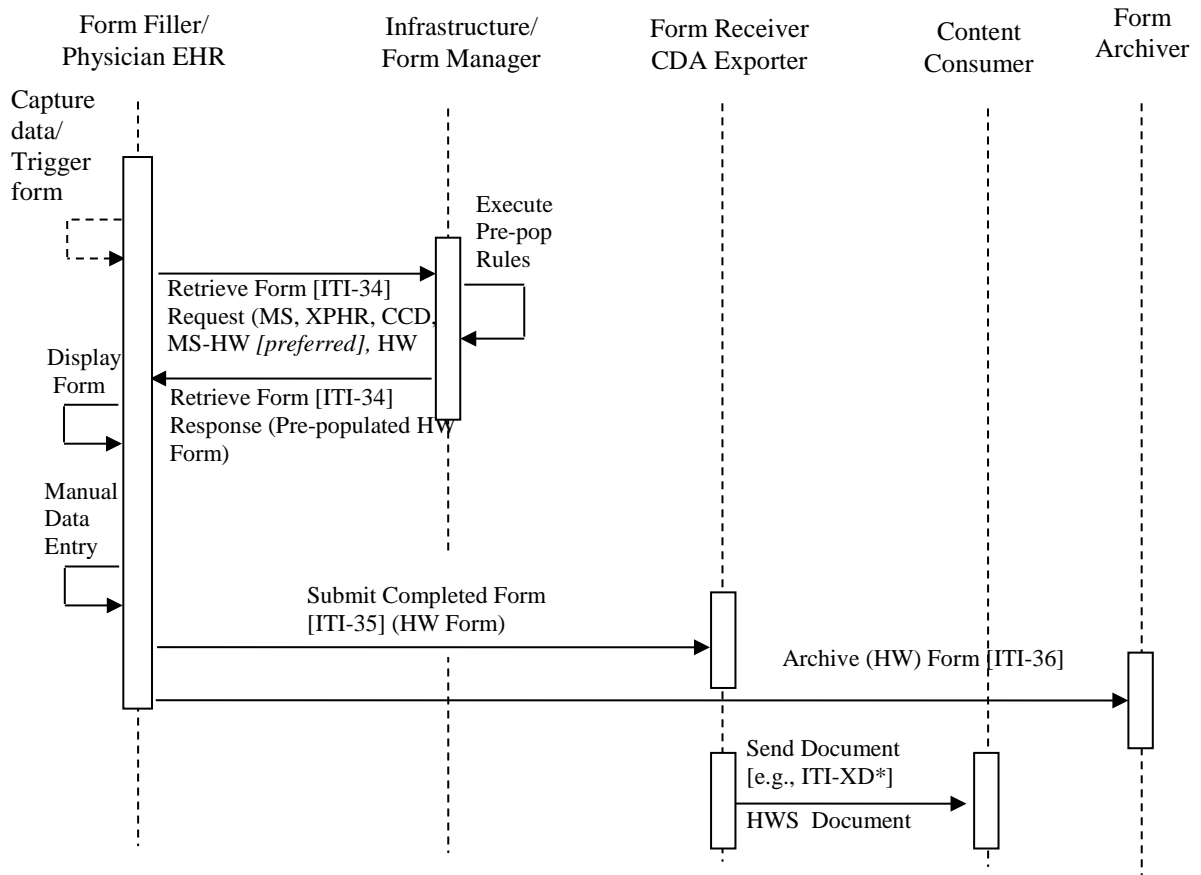 Form Filler/
Physician EHR
Infrastructure/
Form Manager
Form Receiver
CDA Exporter
Content
Consumer
Form
Archiver
Capture
data/
Trigger
form
Execute
Pre-pop
Rules
Retrieve Form [ITI-34]
Request (MS, XPHR, CCD,
MS-HW [preferred], HW
Display
Form
Retrieve Form [ITI-34]
Response (Pre-populated HW
Form)
Manual
Data
Entry
Submit Completed Form
[ITI-35] (HW Form)
Archive (HW) Form [ITI-36]
Send Document
[e.g., ITI-XD*]
HWS Document